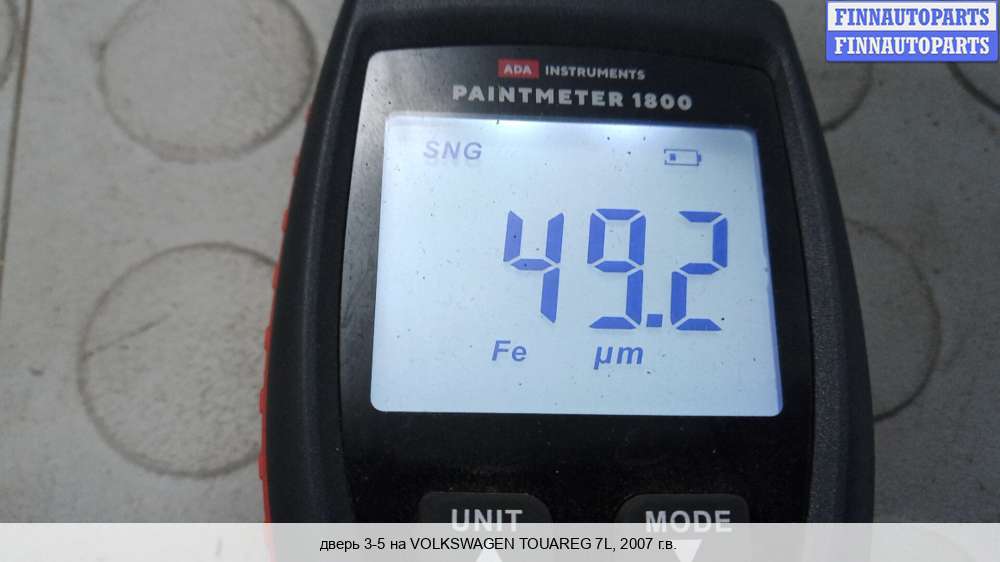 FINNAUTOPARTS
FINNAUTOPARTS
ADA INSTRUMENTS
PAINTMETER 1800
SNG
49.2
Fe µm
UNIT MODE
дверь 3-5 на VOLKSWAGEN TOUAREG 7L, 2007 г.в.